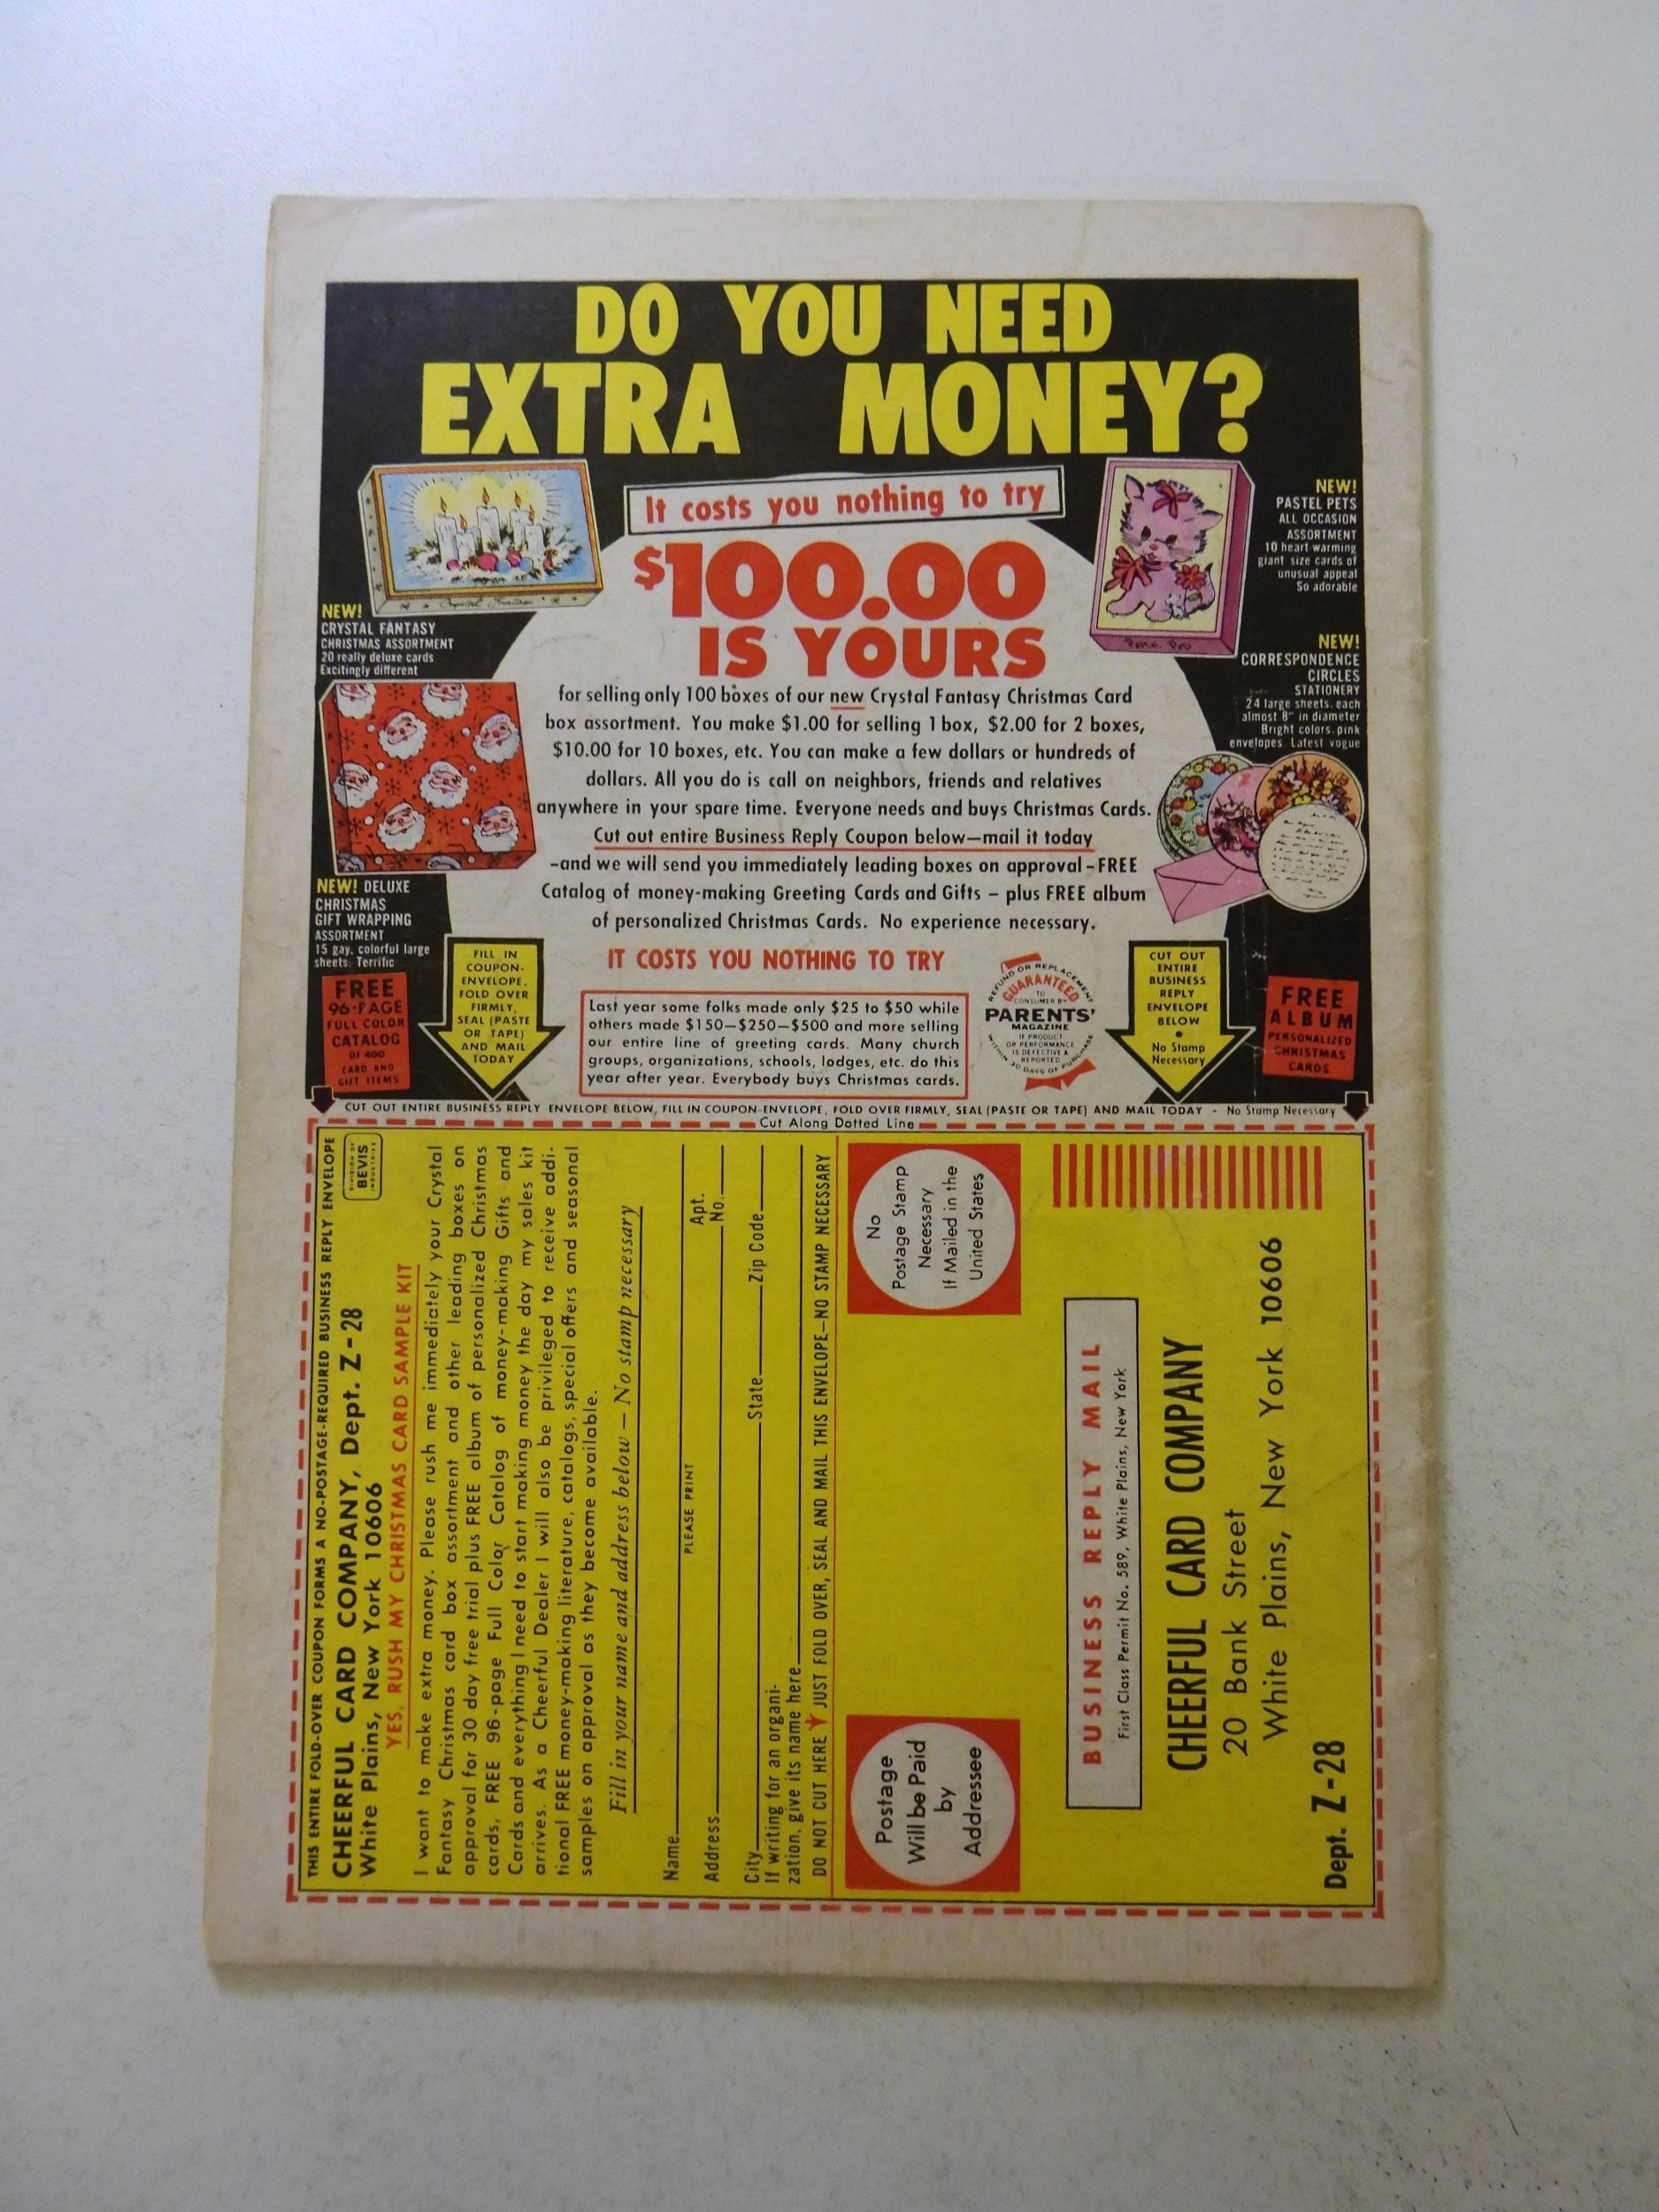 DO YOU NEED
EXTRA MONEY?
It costs you nothing to try
$100.00
IS YOURS
for selling only 100 boxes of our new Crystal Fantasy Christmas Card
box assortment. You make $1.00 for selling 1 box, $2.00 for 2 boxes,
$10.00 for 10 boxes, etc. You can make a few dollars or hundreds of
dollars. All you do is call on neighbors, friends and relatives
anywhere in your spare time. Everyone needs and buys Christmas Cards.
Cut out entire Business Reply Coupon below—mail it today
-and we will send you immediately leading boxes on approval-FREE
Catalog of money-making Greeting Cards and Gifts - plus FREE album
of personalized Christmas Cards. No experience necessary.
IT COSTS YOU NOTHING TO TRY
Last year some folks made only $25 to $50 while
others made $150—$250—$500 and more selling
our entire line of greeting cards. Many church
groups, organizations, schools, lodges, etc. do this
year after year. Everybody buys Christmas cards.
Crystal Fantasy
NEW!
CRYSTAL FANTASY
CHRISTMAS ASSORTMENT
20 really deluxe cards
Excitingly different
NEW! DELUXE
CHRISTMAS
GIFT WRAPPING
ASSORTMENT
15 gay, colorful large
sheets. Terrific
FREE
96-PAGE
FULL COLOR
CATALOG
OF 400
CARD AND
GIFT ITEMS
FILL IN
COUPON-
ENVELOPE,
FOLD OVER
FIRMLY,
SEAL (PASTE
OR TAPE)
AND MAIL
TODAY
NEW!
PASTEL PETS
ALL OCCASION
ASSORTMENT
10 heart-warming
giant size cards of
unusual appeal
So adorable
NEW!
CORRESPONDENCE
CIRCLES
STATIONERY
24 large sheets, each
almost 8" in diameter
Bright colors, pink
envelopes Latest vogue
REFUND OR REPLACEMENT
GUARANTEED
TO
CONSUMER BY
PARENTS'
MAGAZINE
IF PRODUCT
OR PERFORMANCE
IS DEFECTIVE &
REPORTED
WITHIN 30 DAYS OF PURCHASE
CUT OUT
ENTIRE
BUSINESS
REPLY
ENVELOPE
BELOW
•
No Stamp
Necessary
FREE
ALBUM
PERSONALIZED
CHRISTMAS
CARDS
CUT OUT ENTIRE BUSINESS REPLY ENVELOPE BELOW, FILL IN COUPON-ENVELOPE, FOLD OVER FIRMLY, SEAL (PASTE OR TAPE) AND MAIL TODAY - No Stamp Necessary
Cut Along Dotted Line
THIS ENTIRE FOLD-OVER COUPON FORMS A NO-POSTAGE-REQUIRED BUSINESS REPLY ENVELOPE
CHEERFUL CARD COMPANY, Dept. Z-28
White Plains, New York 10606
DIVISION OF
BEVIS
INDUSTRIES
YES, RUSH MY CHRISTMAS CARD SAMPLE KIT
I want to make extra money. Please rush me immediately your Crystal
Fantasy Christmas card box assortment and other leading boxes on
approval for 30 day free trial plus FREE album of personalized Christmas
cards, FREE 96-page Full Color Catalog of money-making Gifts and
Cards and everything I need to start making money the day my sales kit
arrives. As a Cheerful Dealer I will also be privileged to receive addi-
tional FREE money-making literature, catalogs, special offers and seasonal
samples on approval as they become available.
Fill in your name and address below — No stamp necessary
Name
PLEASE PRINT
Address Apt. No.
City State Zip Code
If writing for an organi-
zation, give its name here
DO NOT CUT HERE JUST FOLD OVER, SEAL AND MAIL THIS ENVELOPE—NO STAMP NECESSARY
Postage
Will be Paid
by
Addressee
No
Postage Stamp
Necessary
If Mailed in the
United States
BUSINESS REPLY MAIL
First Class Permit No. 589, White Plains, New York
CHEERFUL CARD COMPANY
20 Bank Street
White Plains, New York 10606
Dept. Z-28